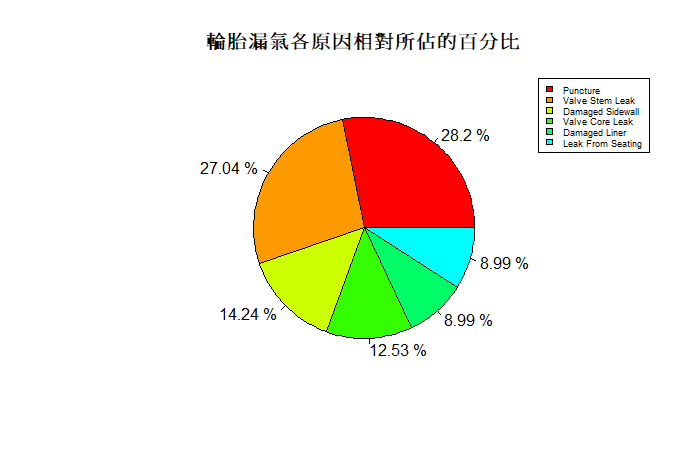 輪胎漏氣各原因相對所佔的百分比
Puncture
Valve Stem Leak
Damaged Sidewall
Valve Core Leak
Damaged Liner
Leak From Seating
28.2 %
27.04 %
14.24 %
12.53 %
8.99 %
8.99 %